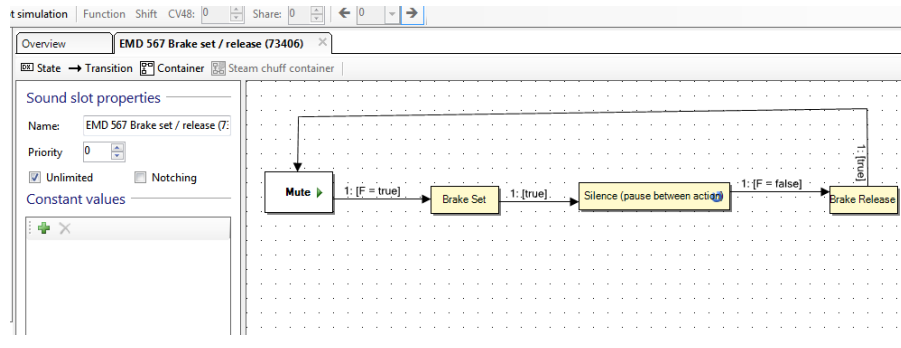 t simulation Function Shift CV48: 0 Share: 0 0
Overview EMD 567 Brake set / release (73406)
State Transition Container Steam chuff container
Sound slot properties
Name: EMD 567 Brake set / release (7:
Priority 0
Unlimited Notching
Constant values
1: [true]
Mute 1: [F = true] Brake Set 1: [true] Silence (pause between action) 1: [F = false] Brake Release